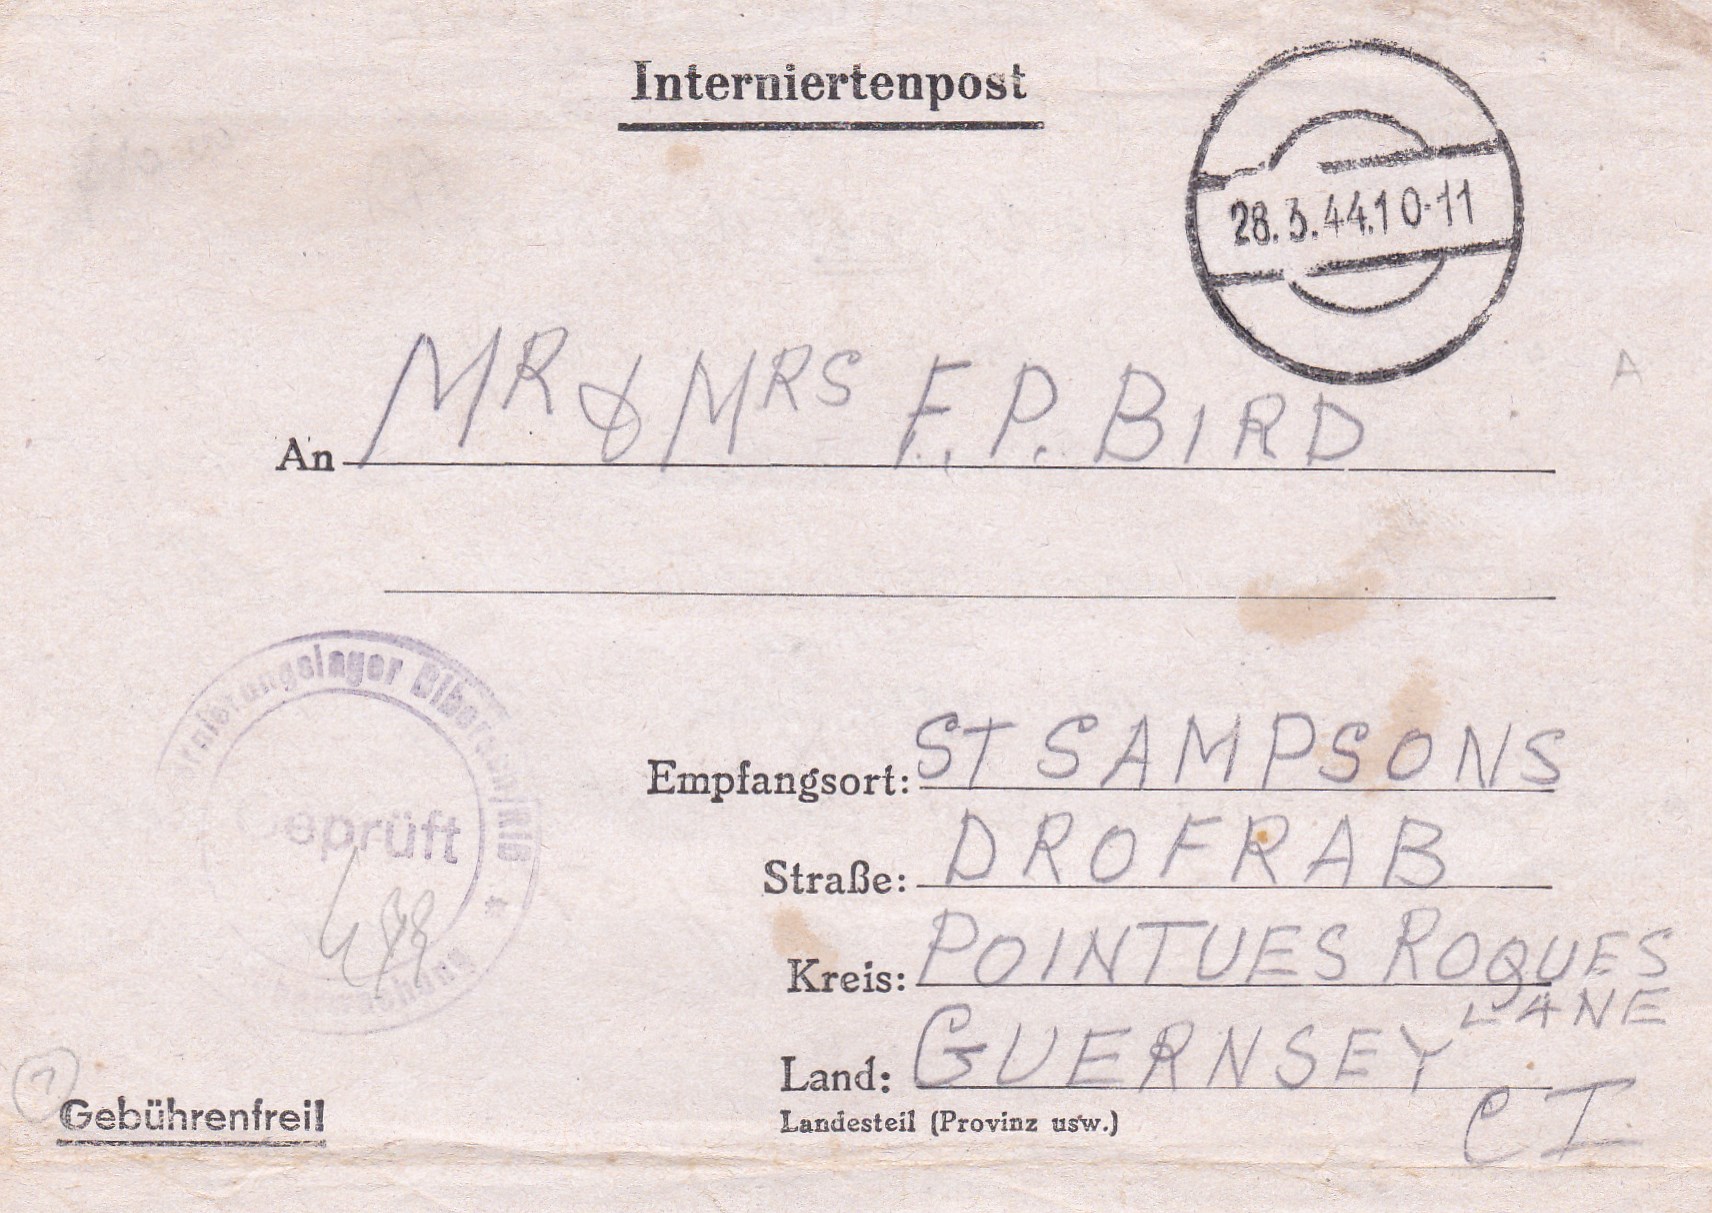 Interniertenpost
28.3.44.10-11
An MR & MRS F.P. BIRD
Geprüft
Empfangsort: ST SAMPSONS
Straße: DROFRAB
Kreis: POINTUES ROQUES
LANE
Land: GUERNSEY
Landesteil (Provinz usw.)
C I
Gebührenfrei!
A